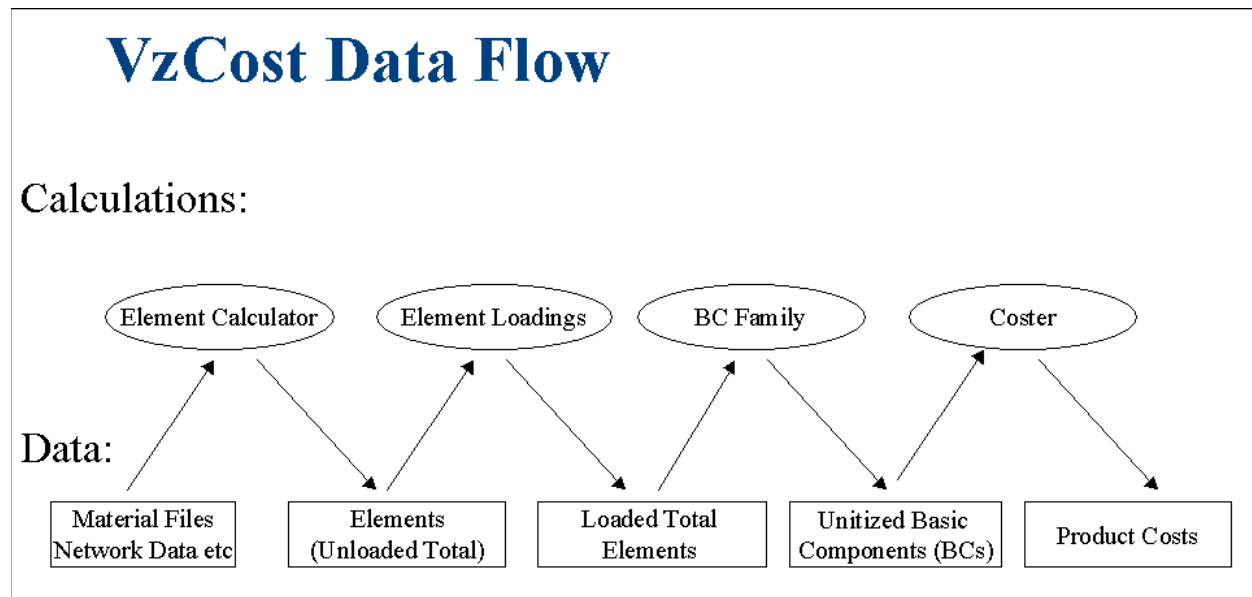 VzCost Data Flow
Calculations:
Element Calculator
Element Loadings
BC Family
Coster
Data:
Material Files
Network Data etc
Elements
(Unloaded Total)
Loaded Total
Elements
Unitized Basic
Components (BCs)
Product Costs